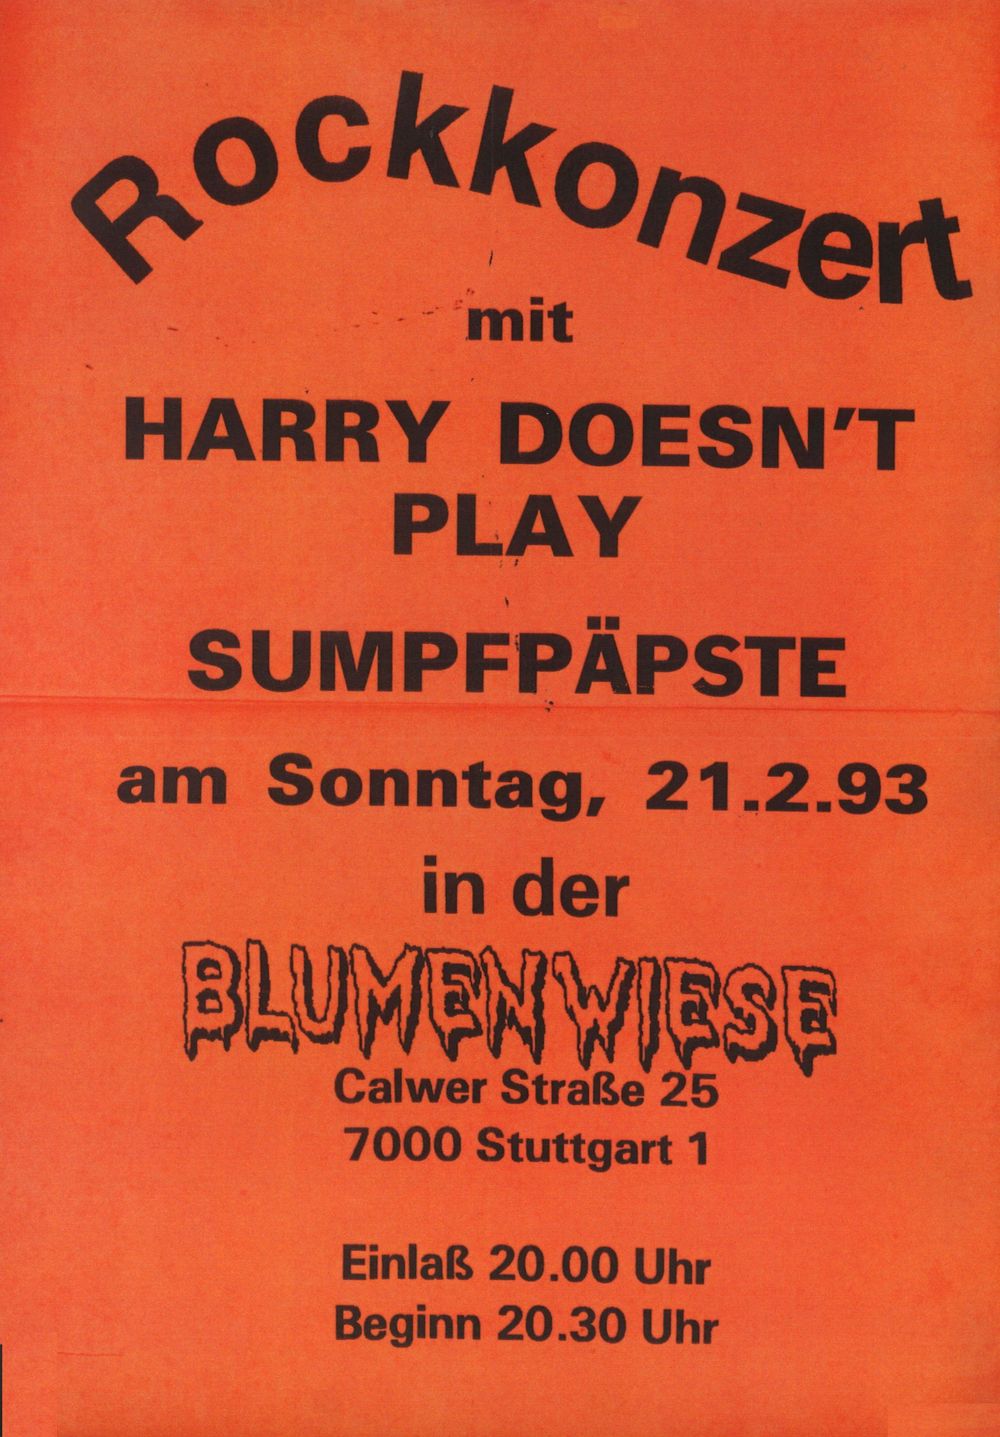 Rockkonzert
mit
HARRY DOESN'T
PLAY
SUMPFPÄPSTE
am Sonntag, 21.2.93
in der
BLUMENWIESE
Calwer Straße 25
7000 Stuttgart 1
Einlaß 20.00 Uhr
Beginn 20.30 Uhr